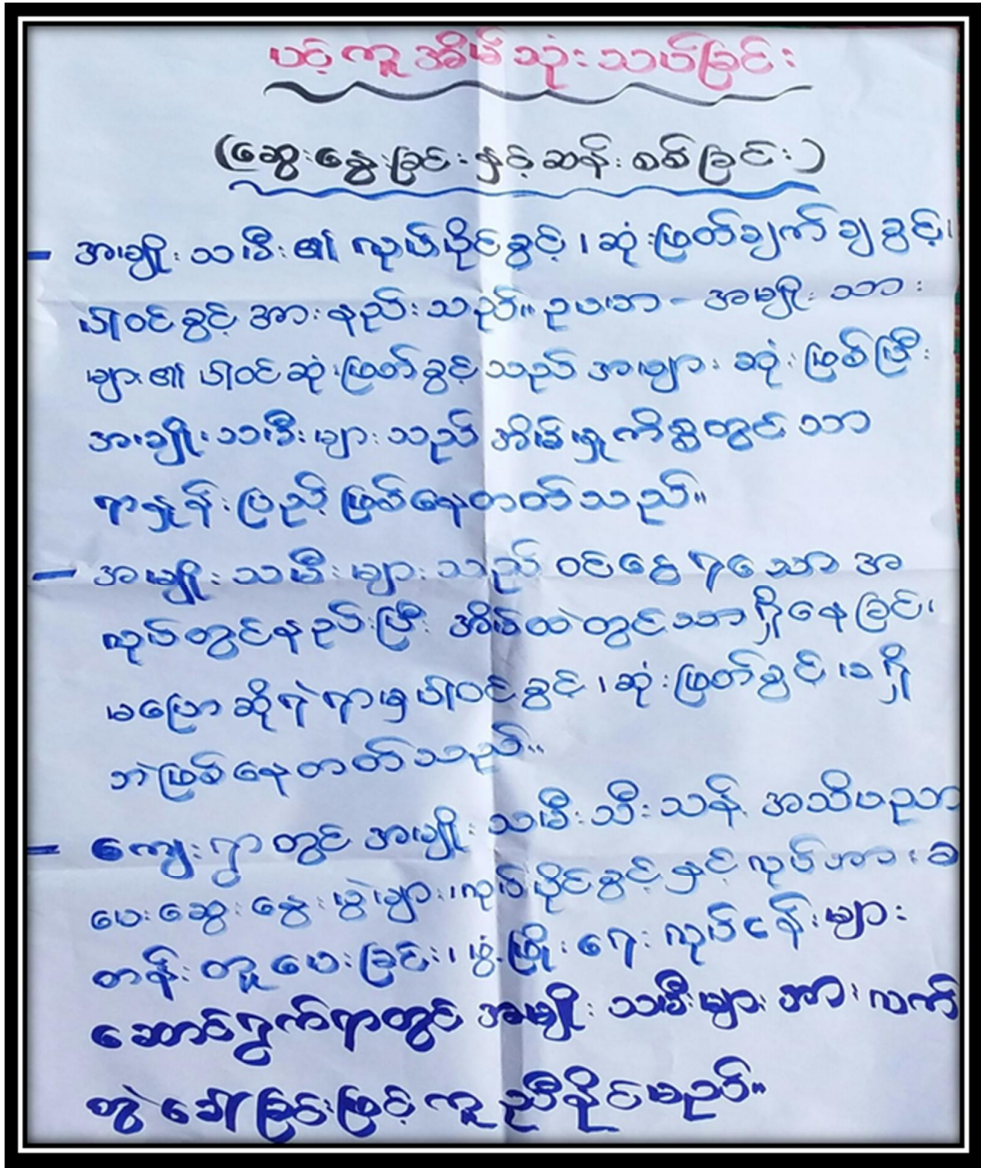 ပင့်ကူအိမ်သုံးသပ်ခြင်း
(ဆွေးနွေးခြင်းနှင့်ဆန်းစစ်ခြင်း)
- အမျိုးသမီး၏ လုပ်ပိုင်ခွင့်၊ ဆုံးဖြတ်ချက်ချခွင့်၊
ပါဝင်ခွင့် အားနည်းသည်။ ဥပမာ - အမျိုးသား
များ၏ ပါဝင်ဆုံးဖြတ်ခွင့်သည် အများဆုံးဖြစ်ပြီး
အမျိုးသမီးများသည် အိမ်မှုကိစ္စတွင်သာ
ရာနှုန်းပြည့် ဖြစ်နေတတ်သည်။
- အမျိုးသမီးများသည် ဝင်ငွေရသော အ
လုပ်တွင်နည်းပြီး အိမ်ထဲတွင်သာရှိနေခြင်း၊
မပြောဆိုရဲရာမှ ပါဝင်ခွင့်၊ ဆုံးဖြတ်ခွင့် မရှိ
ဘဲဖြစ်နေတတ်သည်။
- ကျေးရွာတွင် အမျိုးသမီးသီးသန့် အသိပညာ
ပေးဆွေးနွေးပွဲများ၊ လုပ်ပိုင်ခွင့်နှင့်လုပ်အားခ
တန်းတူပေးခြင်း၊ ဖွံ့ဖြိုးရေးလုပ်ငန်းများ
ဆောင်ရွက်ရာတွင် အမျိုးသမီးများအား လက်
တွဲခေါ်ခြင်းဖြင့် ကူညီနိုင်မည်။